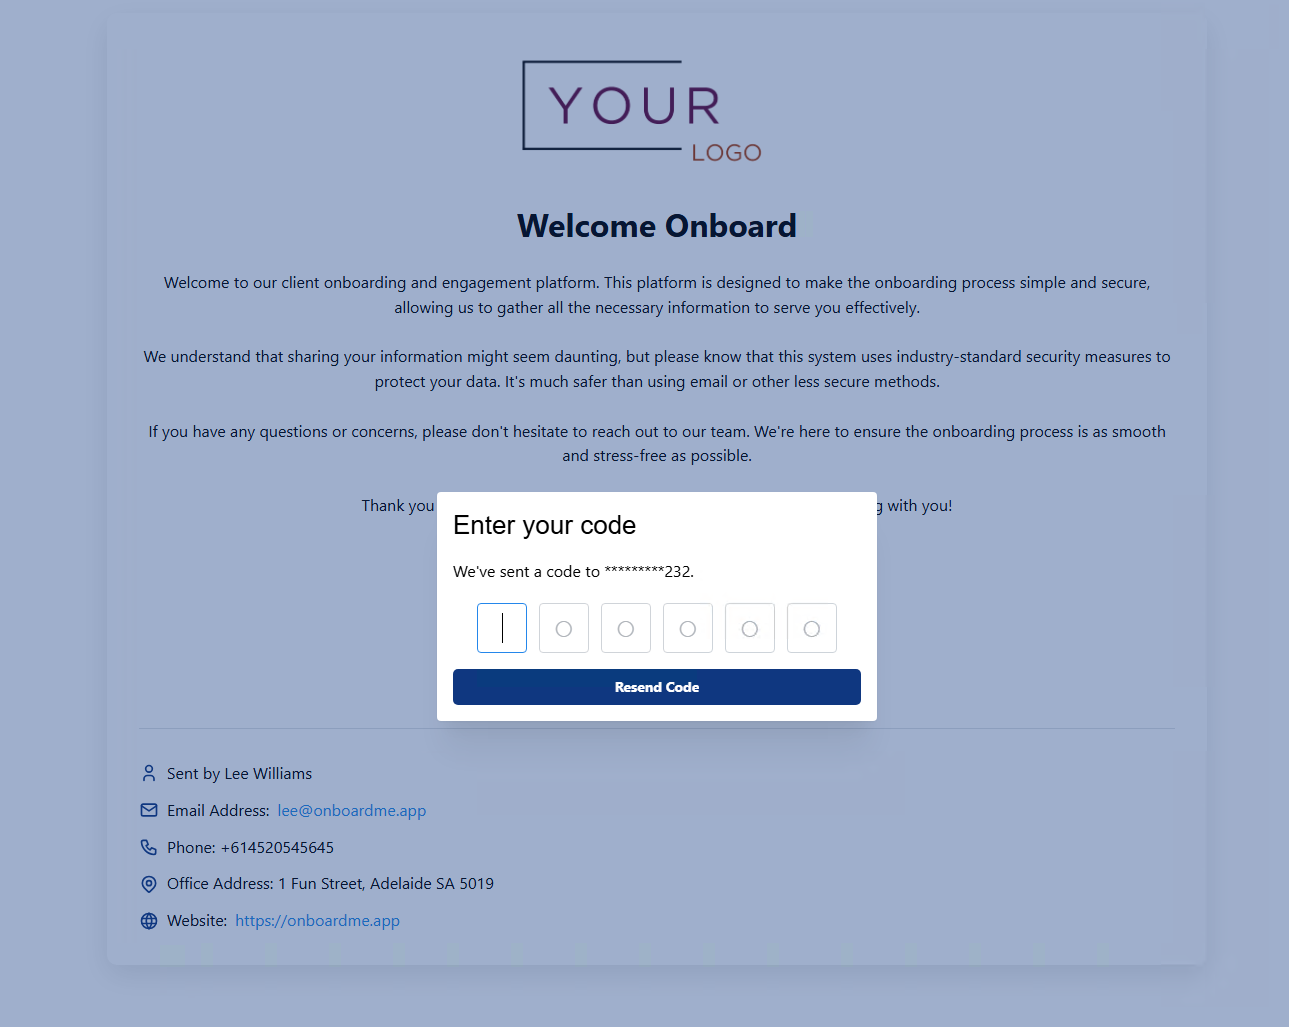 YOUR
LOGO
Welcome Onboard
Welcome to our client onboarding and engagement platform. This platform is designed to make the onboarding process simple and secure,
allowing us to gather all the necessary information to serve you effectively.
We understand that sharing your information might seem daunting, but please know that this system uses industry-standard security measures to
protect your data. It's much safer than using email or other less secure methods.
If you have any questions or concerns, please don't hesitate to reach out to our team. We're here to ensure the onboarding process is as smooth
and stress-free as possible.
Thank you with you!
Enter your code
We've sent a code to *********232.
Resend Code
Sent by Lee Williams
Email Address: lee@onboardme.app
Phone: +614520545645
Office Address: 1 Fun Street, Adelaide SA 5019
Website: https://onboardme.app